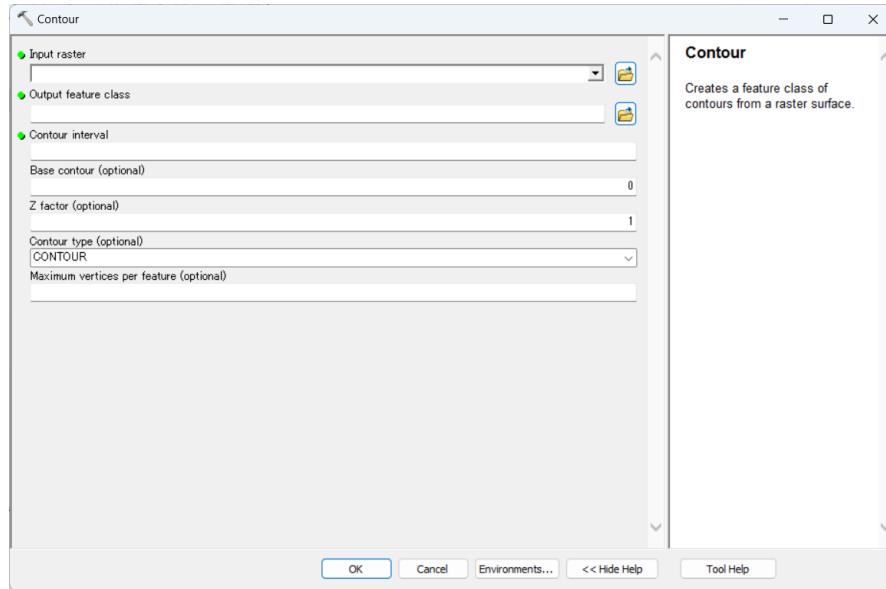 Contour
Input raster
Output feature class
Contour interval
Base contour (optional)
0
Z factor (optional)
1
Contour type (optional)
CONTOUR
Maximum vertices per feature (optional)
OK
Cancel
Environments...
<< Hide Help
Contour
Creates a feature class of
contours from a raster surface.
Tool Help